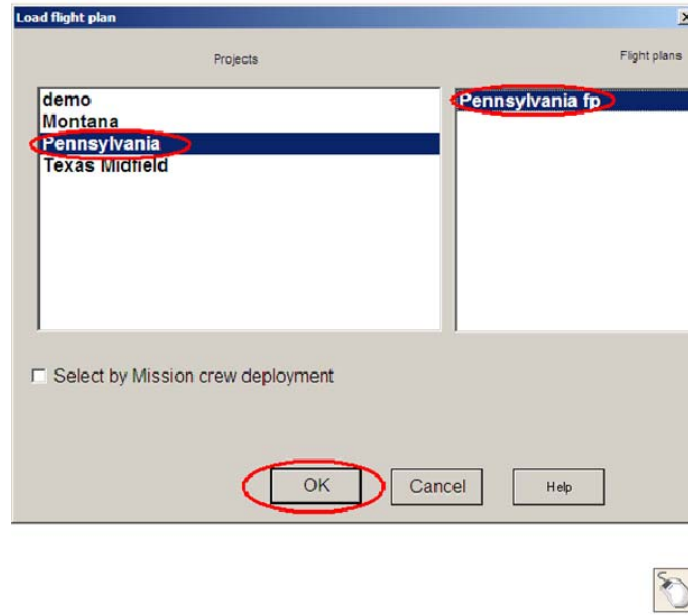 Load flight plan
Projects
Flight plans
demo
Montana
Pennsylvania
Texas Midfield
Pennsylvania fp
Select by Mission crew deployment
OK
Cancel
Help